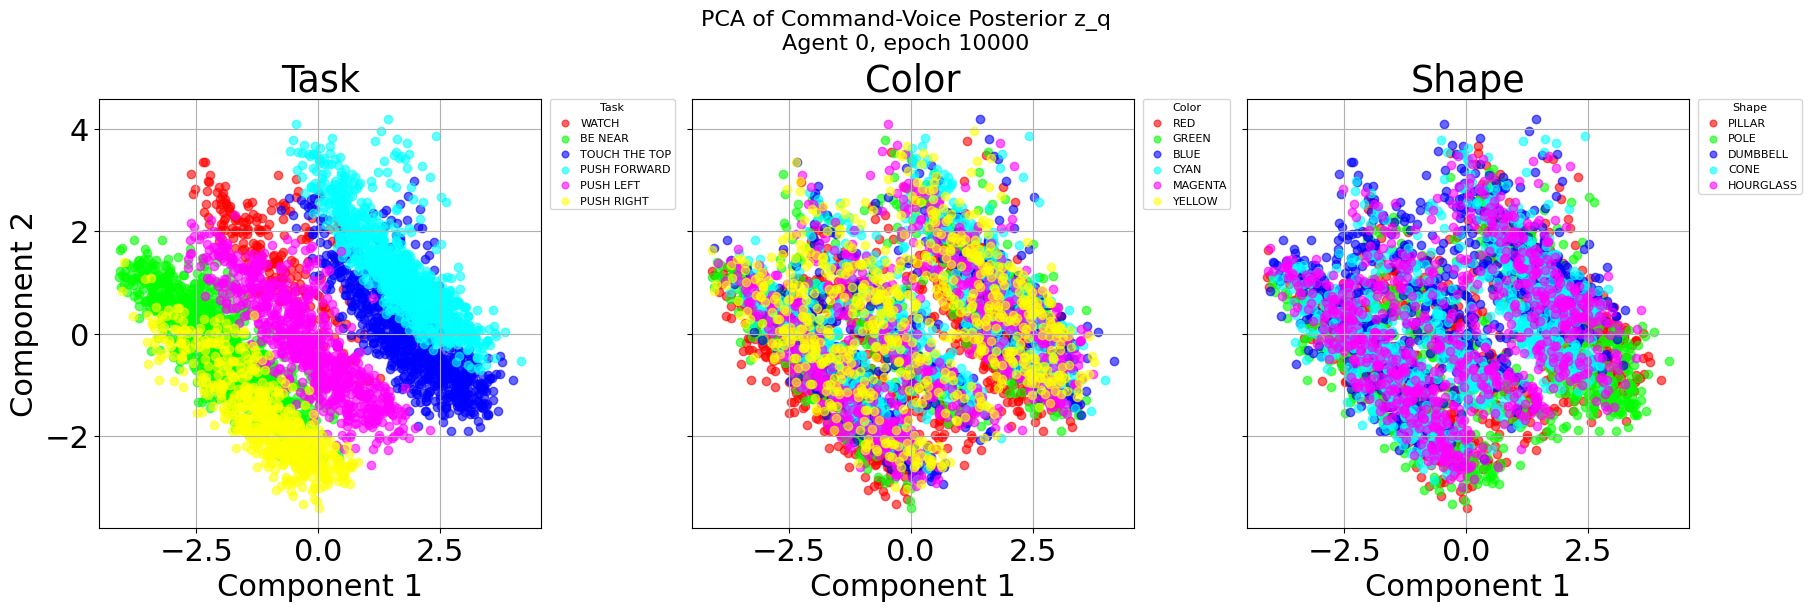 PCA of Command-Voice Posterior z_q
Agent 0, epoch 10000
Task
Color
Shape
Component 2
4
2
0
−2
−2.5
0.0
2.5
Component 1
Task
WATCH
BE NEAR
TOUCH THE TOP
PUSH FORWARD
PUSH LEFT
PUSH RIGHT
−2.5
0.0
2.5
Component 1
Color
RED
GREEN
BLUE
CYAN
MAGENTA
YELLOW
−2.5
0.0
2.5
Component 1
Shape
PILLAR
POLE
DUMBBELL
CONE
HOURGLASS